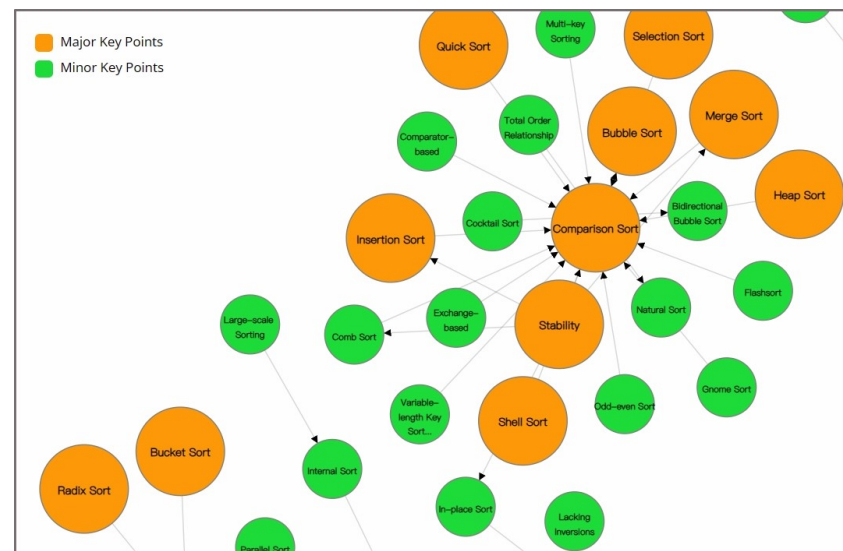 Major Key Points
Minor Key Points
Quick Sort
Multi-key
Sorting
Selection Sort
Comparator-
based
Total Order
Relationship
Bubble Sort
Merge Sort
Heap Sort
Insertion Sort
Cocktail Sort
Comparison Sort
Bidirectional
Bubble Sort
Large-scale
Sorting
Comb Sort
Exchange-
based
Stability
Natural Sort
Flashsort
Variable-
length Key
Sort...
Shell Sort
Odd-even Sort
Gnome Sort
Radix Sort
Bucket Sort
Internal Sort
In-place Sort
Lacking
Inversions
Parallel Sort